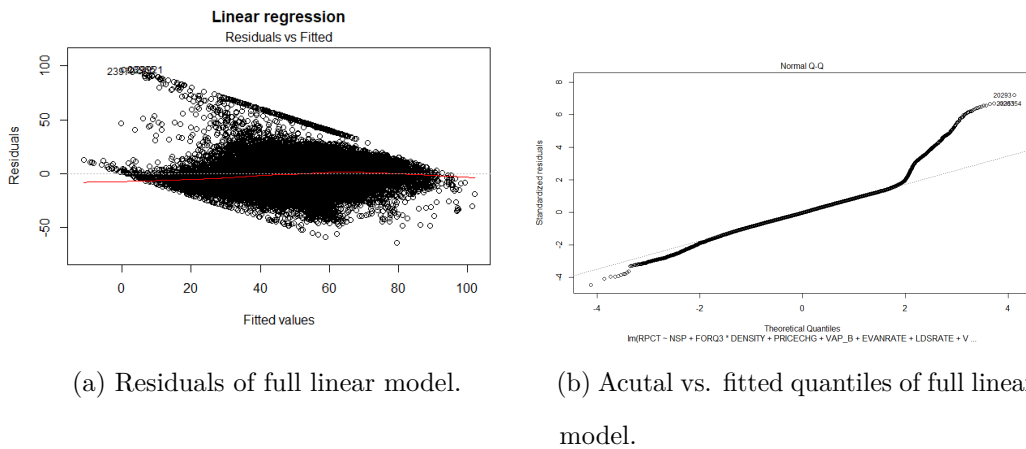 Linear regression
Residuals vs Fitted
Residuals
100
50
0
-50
0
20
40
60
80
100
Fitted values
Normal Q-Q
Standardized residuals
8
6
4
2
0
-2
-4
20293
-4
-2
0
2
4
Theoretical Quantiles
lm(RPCT ~ NSP + FORQ3 * DENSITY + PRICECHG + VAP_B + EVANRATE + LDSRATE + V ...
(a) Residuals of full linear model.
(b) Acutal vs. fitted quantiles of full linear
model.